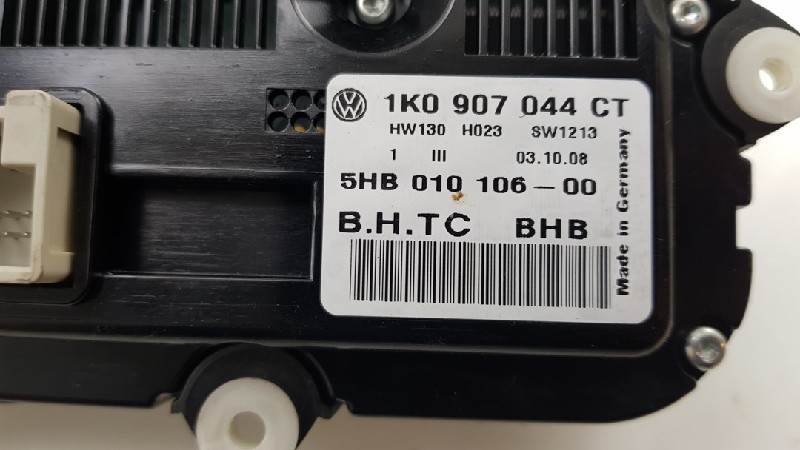 1K0 907 044 CT
HW130 H023 SW1213
1 III 03.10.08
5HB 010 106-00
B.H.TC BHB
Made in Germany